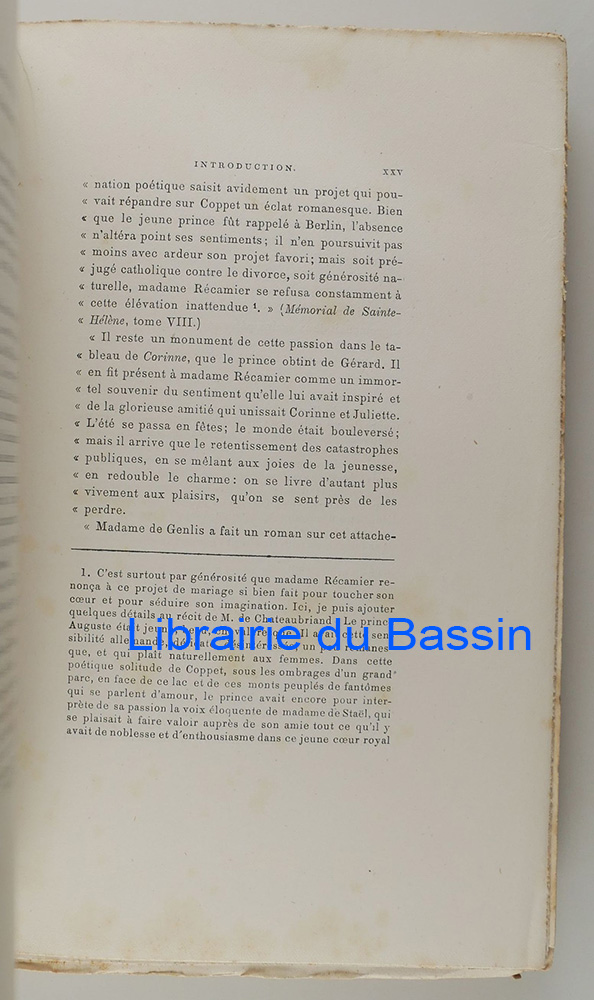 INTRODUCTION. XXV
« nation poétique saisit avidement un projet qui pou-
« vait répandre sur Coppet un éclat romanesque. Bien
« que le jeune prince fût rappelé à Berlin, l'absence
« n'altéra point ses sentiments; il n'en poursuivit pas
« moins avec ardeur son projet favori; mais soit pré-
« jugé catholique contre le divorce, soit générosité na-
« turelle, madame Récamier se refusa constamment à
« cette élévation inattendue ¹. » (Mémorial de Sainte-
« Hélène, tome VIII.)
« Il reste un monument de cette passion dans le ta-
« bleau de Corinne, que le prince obtint de Gérard. Il
« en fit présent à madame Récamier comme un immor-
« tel souvenir du sentiment qu'elle lui avait inspiré et
« de la glorieuse amitié qui unissait Corinne et Juliette.
« L'été se passa en fêtes; le monde était bouleversé;
« mais il arrive que le retentissement des catastrophes
« publiques, en se mêlant aux joies de la jeunesse,
« en redouble le charme: on se livre d'autant plus
« vivement aux plaisirs, qu'on se sent près de les
« perdre.
« Madame de Genlis a fait un roman sur cet attache-
1. C'est surtout par générosité que madame Récamier re-
nonça à ce projet de mariage si bien fait pour toucher son
cœur et pour séduire son imagination. Ici, je puis ajouter
quelques détails au récit de M. de Chateaubriand. Le prince
Auguste était jeune, Il avait cette sen
sibilité allemande, un peu romanes
que, et qui plaît naturellement aux femmes. Dans cette
poétique solitude de Coppet, sous les ombrages d'un grand
parc, en face de ce lac et de ces monts peuplés de fantômes
qui se parlent d'amour, le prince avait encore pour inter-
prète de sa passion la voix éloquente de madame de Staël, qui
se plaisait à faire valoir auprès de son amie tout ce qu'il y
avait de noblesse et d'enthousiasme dans ce jeune cœur royal
Librairie du Bassin